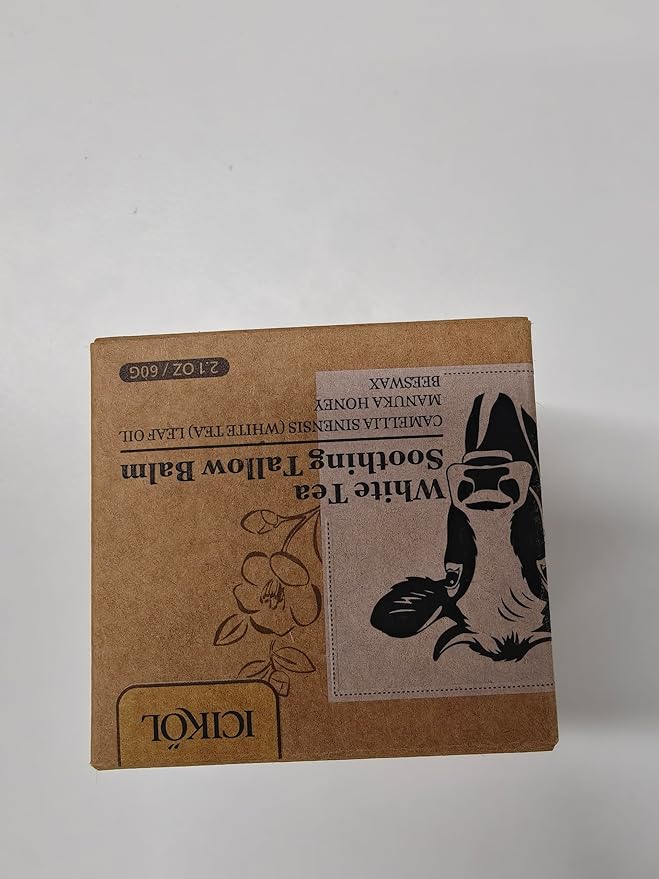 ICIKÖL
White Tea
Soothing Tallow Balm
CAMELLIA SINENSIS (WHITE TEA) LEAF OIL
MANUKA HONEY
BEESWAX
2.1 OZ / 60G